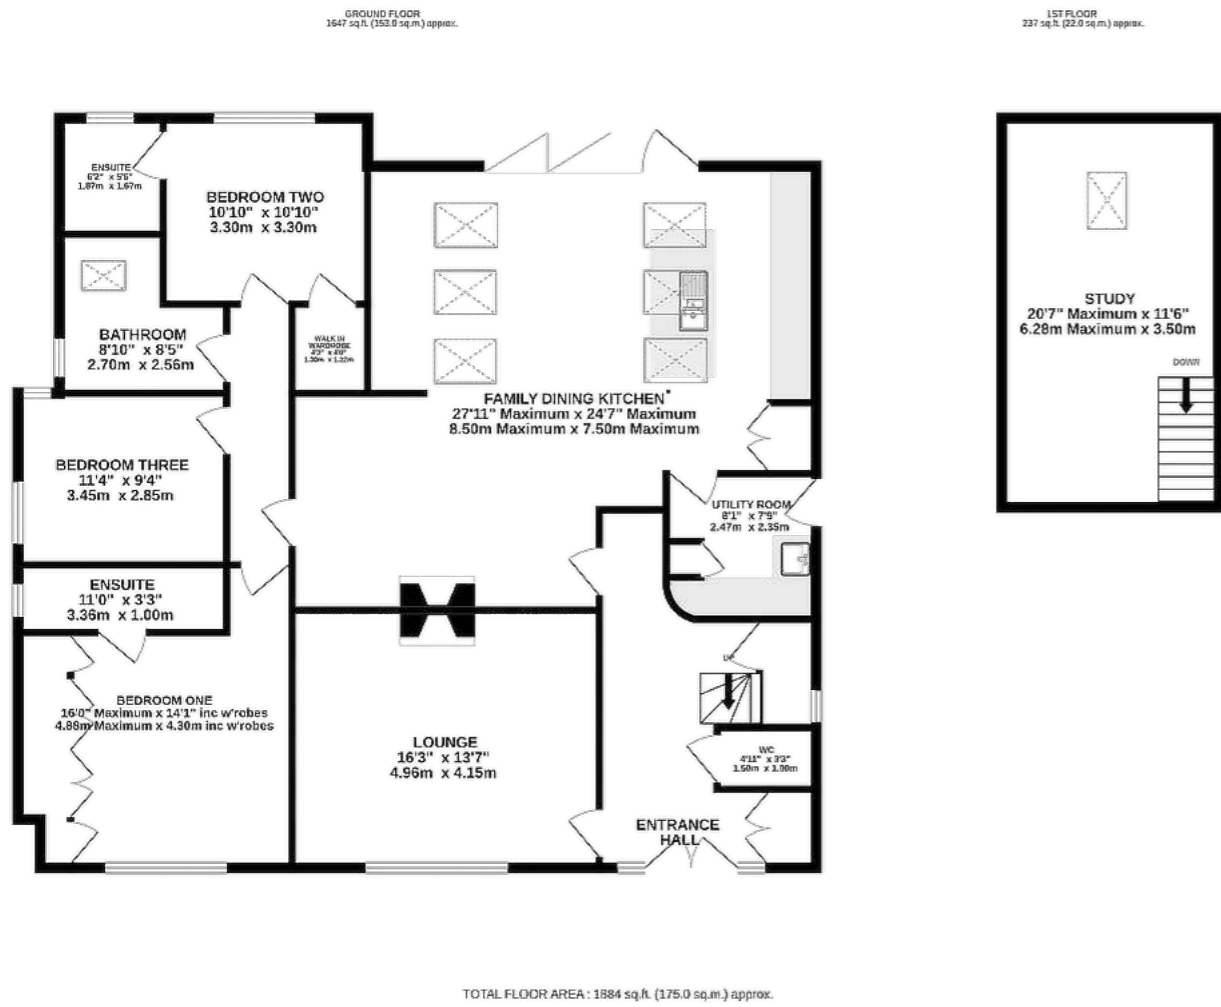 GROUND FLOOR
1647 sq.ft. (153.0 sq.m.) approx.
1ST FLOOR
237 sq.ft. (22.0 sq.m.) approx.
ENSUITE
6'2" x 5'6"
1.87m x 1.67m
BEDROOM TWO
10'10" x 10'10"
3.30m x 3.30m
BATHROOM
8'10" x 8'5"
2.70m x 2.56m
WALK IN
WARDROBE
4'3" x 4'0"
1.30m x 1.22m
FAMILY DINING KITCHEN
27'11" Maximum x 24'7" Maximum
8.50m Maximum x 7.50m Maximum
STUDY
20'7" Maximum x 11'6"
6.28m Maximum x 3.50m
DOWN
BEDROOM THREE
11'4" x 9'4"
3.45m x 2.85m
UTILITY ROOM
8'1" x 7'9"
2.47m x 2.35m
ENSUITE
11'0" x 3'3"
3.36m x 1.00m
UP
BEDROOM ONE
16'0" Maximum x 14'1" inc w'robes
4.88m Maximum x 4.30m inc w'robes
LOUNGE
16'3" x 13'7"
4.96m x 4.15m
WC
4'11" x 3'3"
1.50m x 1.00m
ENTRANCE
HALL
TOTAL FLOOR AREA : 1884 sq.ft. (175.0 sq.m.) approx.